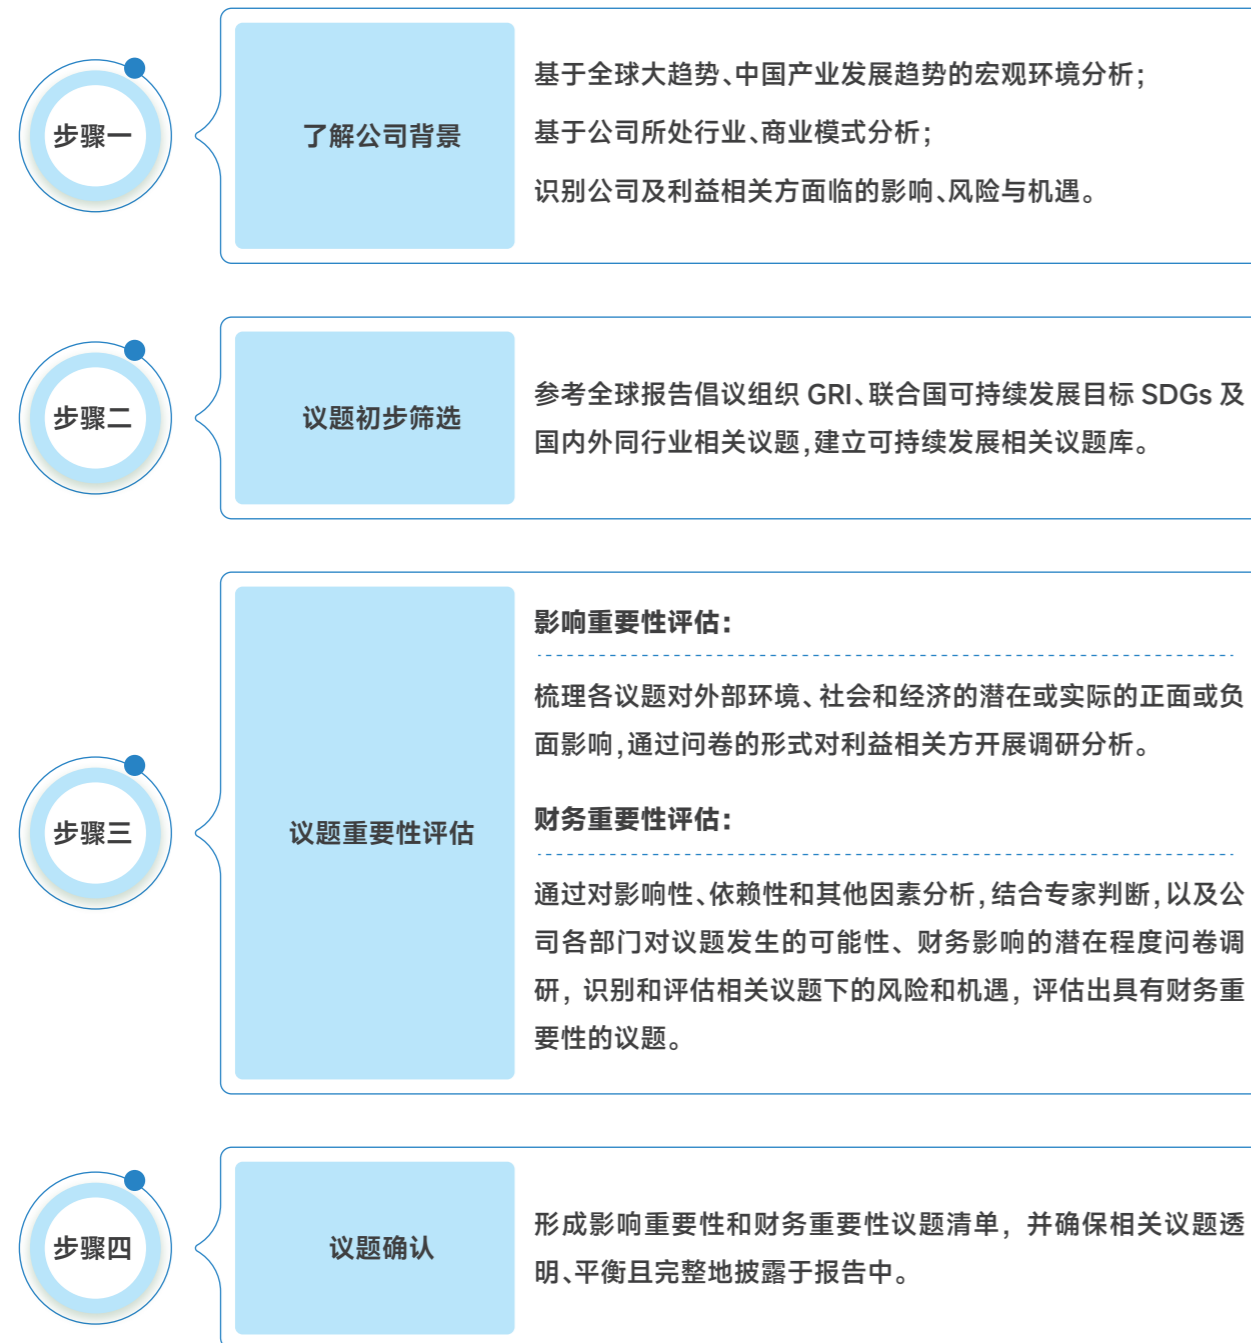 步骤一
了解公司背景
基于全球大趋势、中国产业发展趋势的宏观环境分析；
基于公司所处行业、商业模式分析；
识别公司及利益相关方面临的影响、风险与机遇。
步骤二
议题初步筛选
参考全球报告倡议组织 GRI、联合国可持续发展目标 SDGs 及
国内外同行业相关议题，建立可持续发展相关议题库。
步骤三
议题重要性评估
影响重要性评估：
梳理各议题对外部环境、社会和经济的潜在或实际的正面或负
面影响，通过问卷的形式对利益相关方开展调研分析。
财务重要性评估：
通过对影响性、依赖性和其他因素分析，结合专家判断，以及公
司各部门对议题发生的可能性、财务影响的潜在程度问卷调
研，识别和评估相关议题下的风险和机遇，评估出具有财务重
要性的议题。
步骤四
议题确认
形成影响重要性和财务重要性议题清单，并确保相关议题透
明、平衡且完整地披露于报告中。